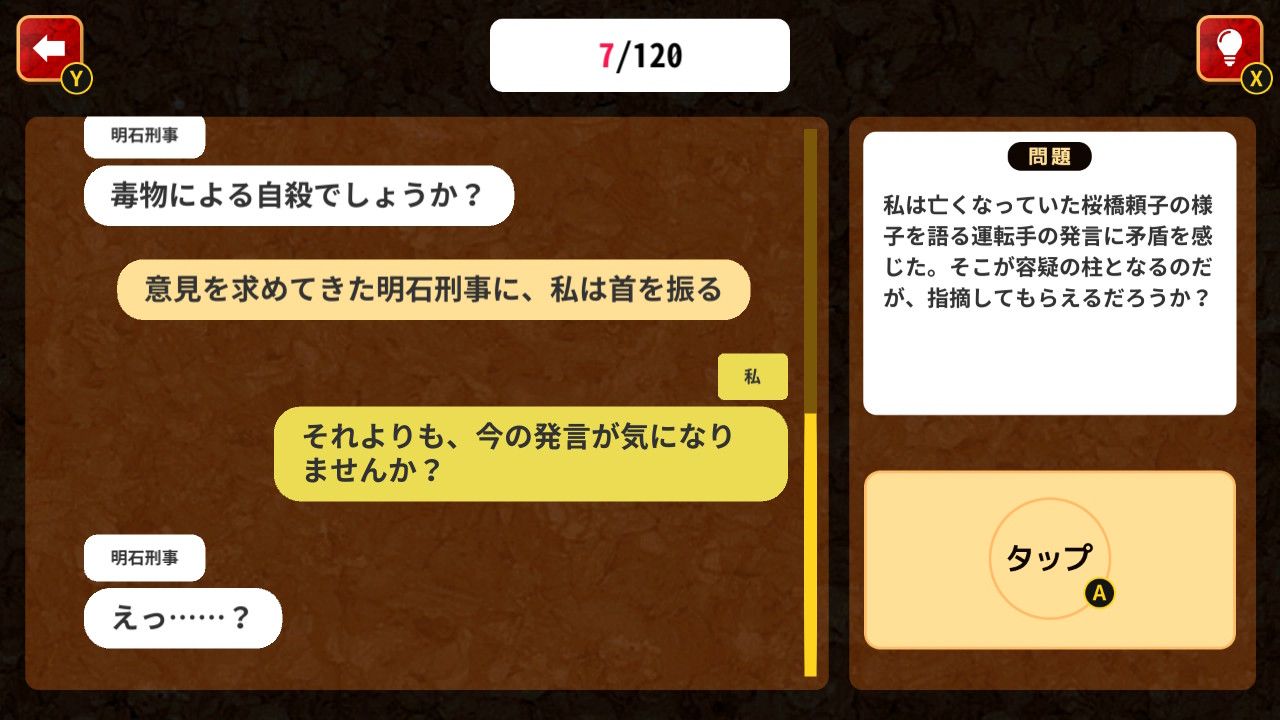 Y
7/120
X
明石刑事
毒物による自殺でしょうか？
意見を求めてきた明石刑事に、私は首を振る
私
それよりも、今の発言が気になり
ませんか？
明石刑事
えっ……？
問題
私は亡くなっていた桜橋頼子の様
子を語る運転手の発言に矛盾を感
じた。そこが容疑の柱となるのだ
が、指摘してもらえるだろうか？
タップ
A